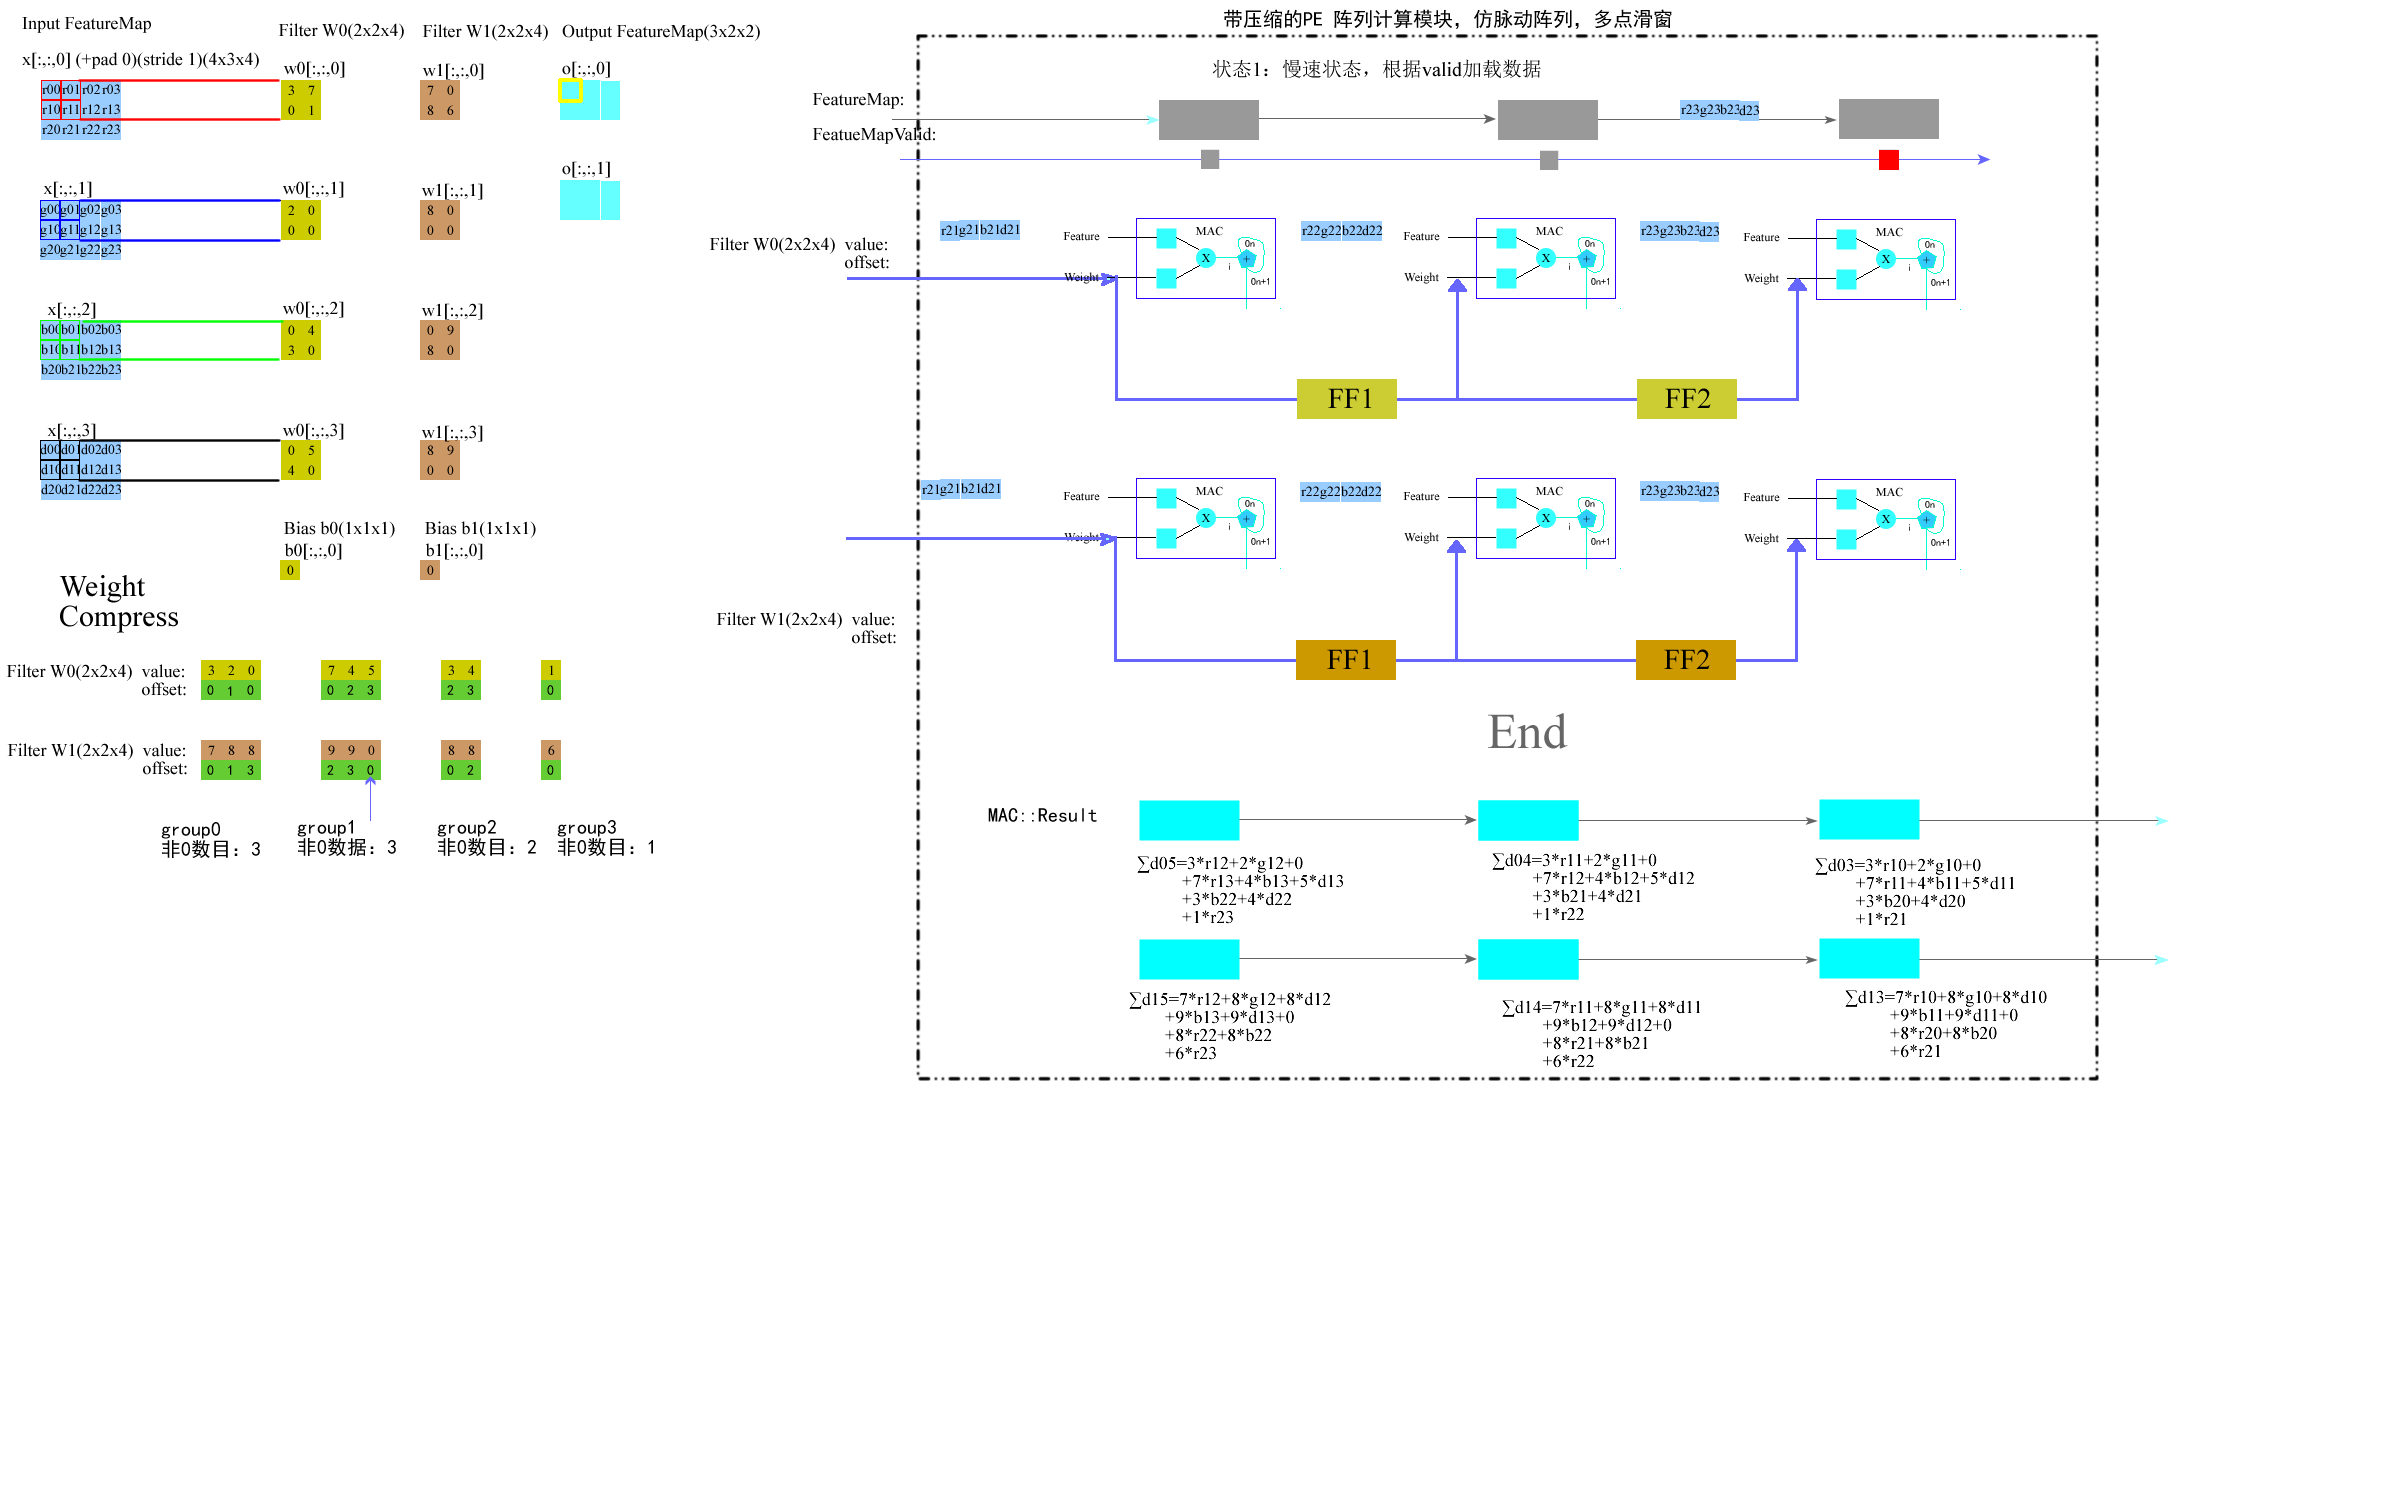 Input FeatureMap
x[:,:,0] (+pad 0)(stride 1)(4x3x4)
r00 r01 r02 r03
r10 r11 r12 r13
r20 r21 r22 r23
x[:,:,1]
g00 g01 g02 g03
g10 g11 g12 g13
g20 g21 g22 g23
x[:,:,2]
b00 b01 b02 b03
b10 b11 b12 b13
b20 b21 b22 b23
x[:,:,3]
d00 d01 d02 d03
d10 d11 d12 d13
d20 d21 d22 d23
Filter W0(2x2x4)
w0[:,:,0]
3 7
0 1
w0[:,:,1]
2 0
0 0
w0[:,:,2]
0 4
3 0
w0[:,:,3]
0 5
4 0
Bias b0(1x1x1)
b0[:,:,0]
0
Filter W1(2x2x4)
w1[:,:,0]
7 0
8 6
w1[:,:,1]
8 0
0 0
w1[:,:,2]
0 9
8 0
w1[:,:,3]
8 9
0 0
Bias b1(1x1x1)
b1[:,:,0]
0
Output FeatureMap(3x2x2)
o[:,:,0]
o[:,:,1]
Weight
Compress
Filter W0(2x2x4) value: 3 2 0 7 4 5 3 4 1
offset: 0 1 0 0 2 3 2 3 0
Filter W1(2x2x4) value: 7 8 8 9 9 0 8 8 6
offset: 0 1 3 2 3 0 0 2 0
group0
非0数目：3
group1
非0数据：3
group2
非0数目：2
group3
非0数目：1
带压缩的PE 阵列计算模块，仿脉动阵列，多点滑窗
状态1：慢速状态，根据valid加载数据
FeatureMap:
r23g23b23d23
FeatueMapValid:
Filter W0(2x2x4) value:
offset:
r21g21b21d21
Feature
Weight
MAC
X
+
i
0n
0n+1
r22g22b22d22
Feature
Weight
MAC
X
+
i
0n
0n+1
r23g23b23d23
Feature
Weight
MAC
X
+
i
0n
0n+1
FF1
FF2
r21g21b21d21
Feature
Weight
MAC
X
+
i
0n
0n+1
r22g22b22d22
Feature
Weight
MAC
X
+
i
0n
0n+1
r23g23b23d23
Feature
Weight
MAC
X
+
i
0n
0n+1
Filter W1(2x2x4) value:
offset:
FF1
FF2
End
MAC::Result
∑d05=3*r12+2*g12+0
+7*r13+4*b13+5*d13
+3*b22+4*d22
+1*r23
∑d04=3*r11+2*g11+0
+7*r12+4*b12+5*d12
+3*b21+4*d21
+1*r22
∑d03=3*r10+2*g10+0
+7*r11+4*b11+5*d11
+3*b20+4*d20
+1*r21
∑d15=7*r12+8*g12+8*d12
+9*b13+9*d13+0
+8*r22+8*b22
+6*r23
∑d14=7*r11+8*g11+8*d11
+9*b12+9*d12+0
+8*r21+8*b21
+6*r22
∑d13=7*r10+8*g10+8*d10
+9*b11+9*d11+0
+8*r20+8*b20
+6*r21